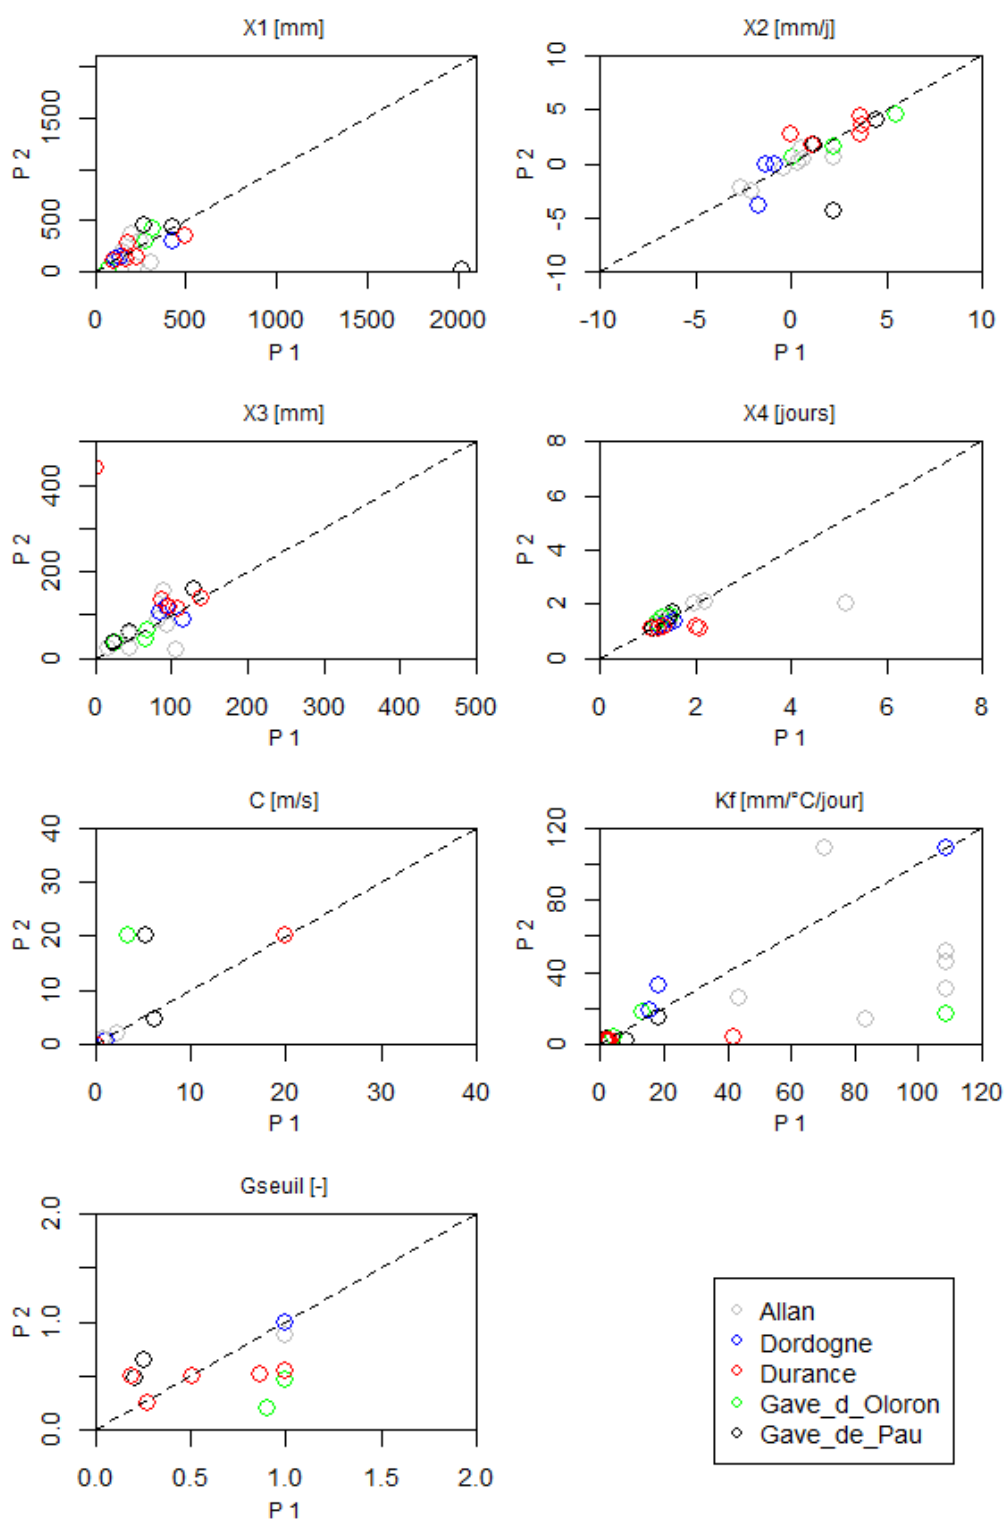 X1 [mm]
P 2
0 500 1500
0 500 1000 1500 2000
P 1
X2 [mm/j]
P 2
-10 -5 0 5 10
-10 -5 0 5 10
P 1
X3 [mm]
P 2
0 200 400
0 100 200 300 400 500
P 1
X4 [jours]
P 2
0 2 4 6 8
0 2 4 6 8
P 1
C [m/s]
P 2
0 10 20 30 40
0 10 20 30 40
P 1
Kf [mm/°C/jour]
P 2
0 40 80 120
0 20 40 60 80 100 120
P 1
Gseuil [-]
P 2
0.0 1.0 2.0
0.0 0.5 1.0 1.5 2.0
P 1
Allan
Dordogne
Durance
Gave_d_Oloron
Gave_de_Pau